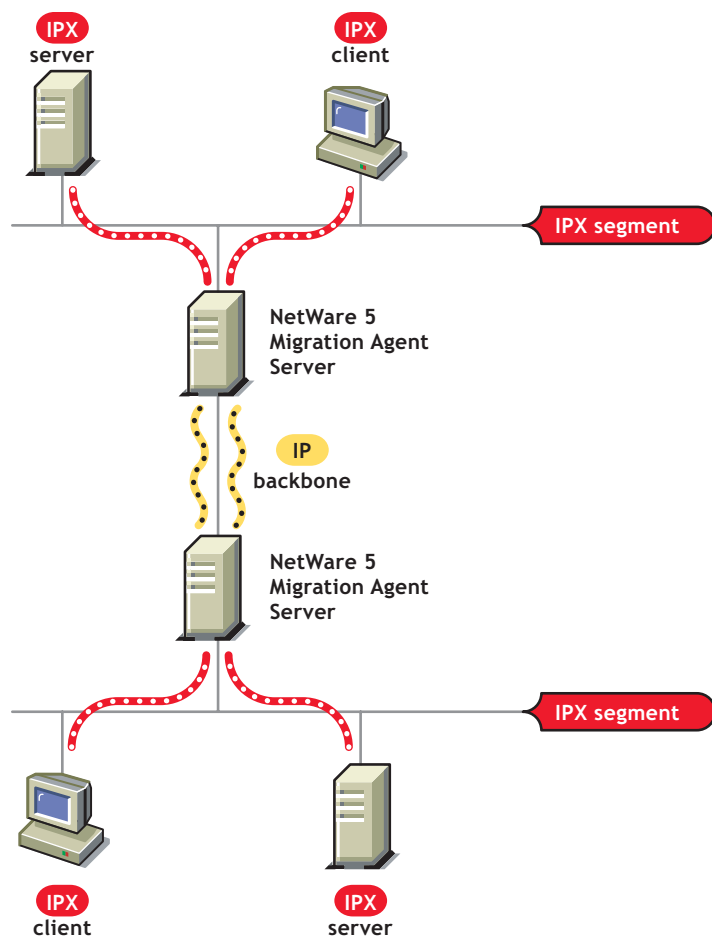 IPX
server
IPX
client
IPX segment
NetWare 5
Migration Agent
Server
IP
backbone
NetWare 5
Migration Agent
Server
IPX segment
IPX
client
IPX
server